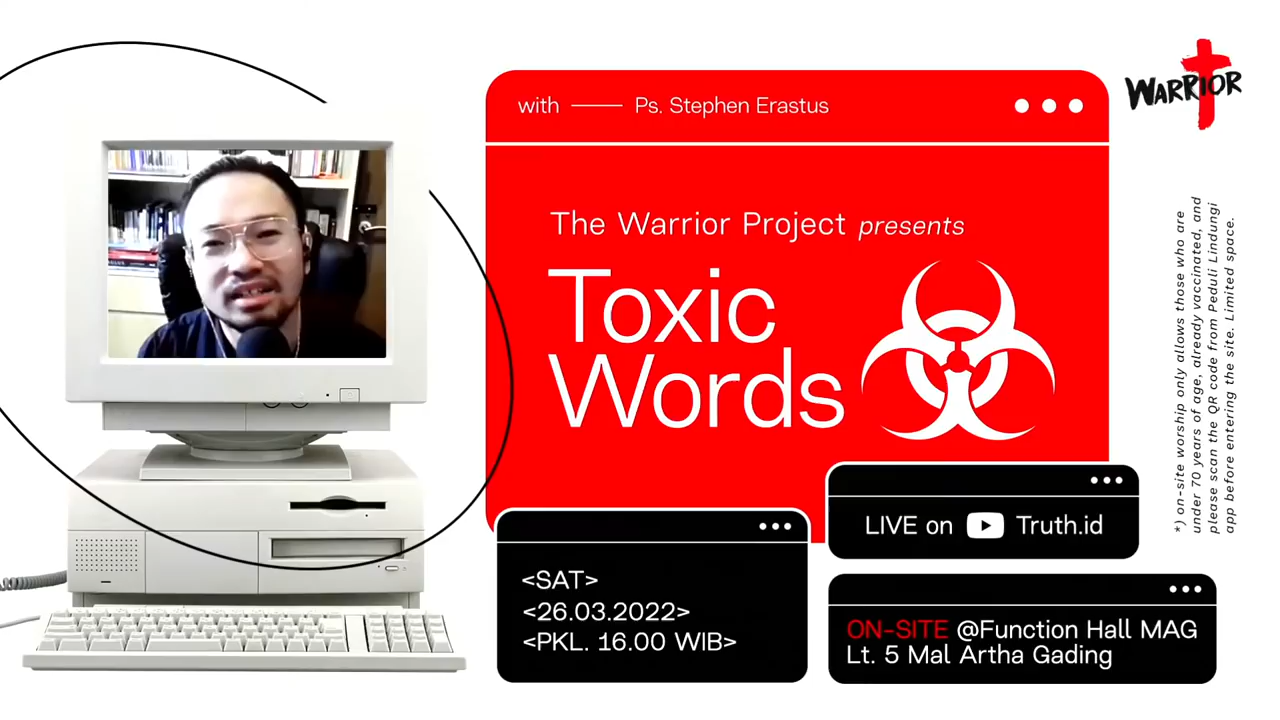 with Ps. Stephen Erastus
WARRIOR
The Warrior Project presents
Toxic
Words
LIVE on Truth.id
<SAT>
<26.03.2022>
<PKL. 16.00 WIB>
ON-SITE @Function Hall MAG
Lt. 5 Mal Artha Gading
*) on-site worship only allows those who are
under 70 years of age, already vaccinated, and
please scan the QR code from Peduli Lindungi
app before entering the site. Limited space.